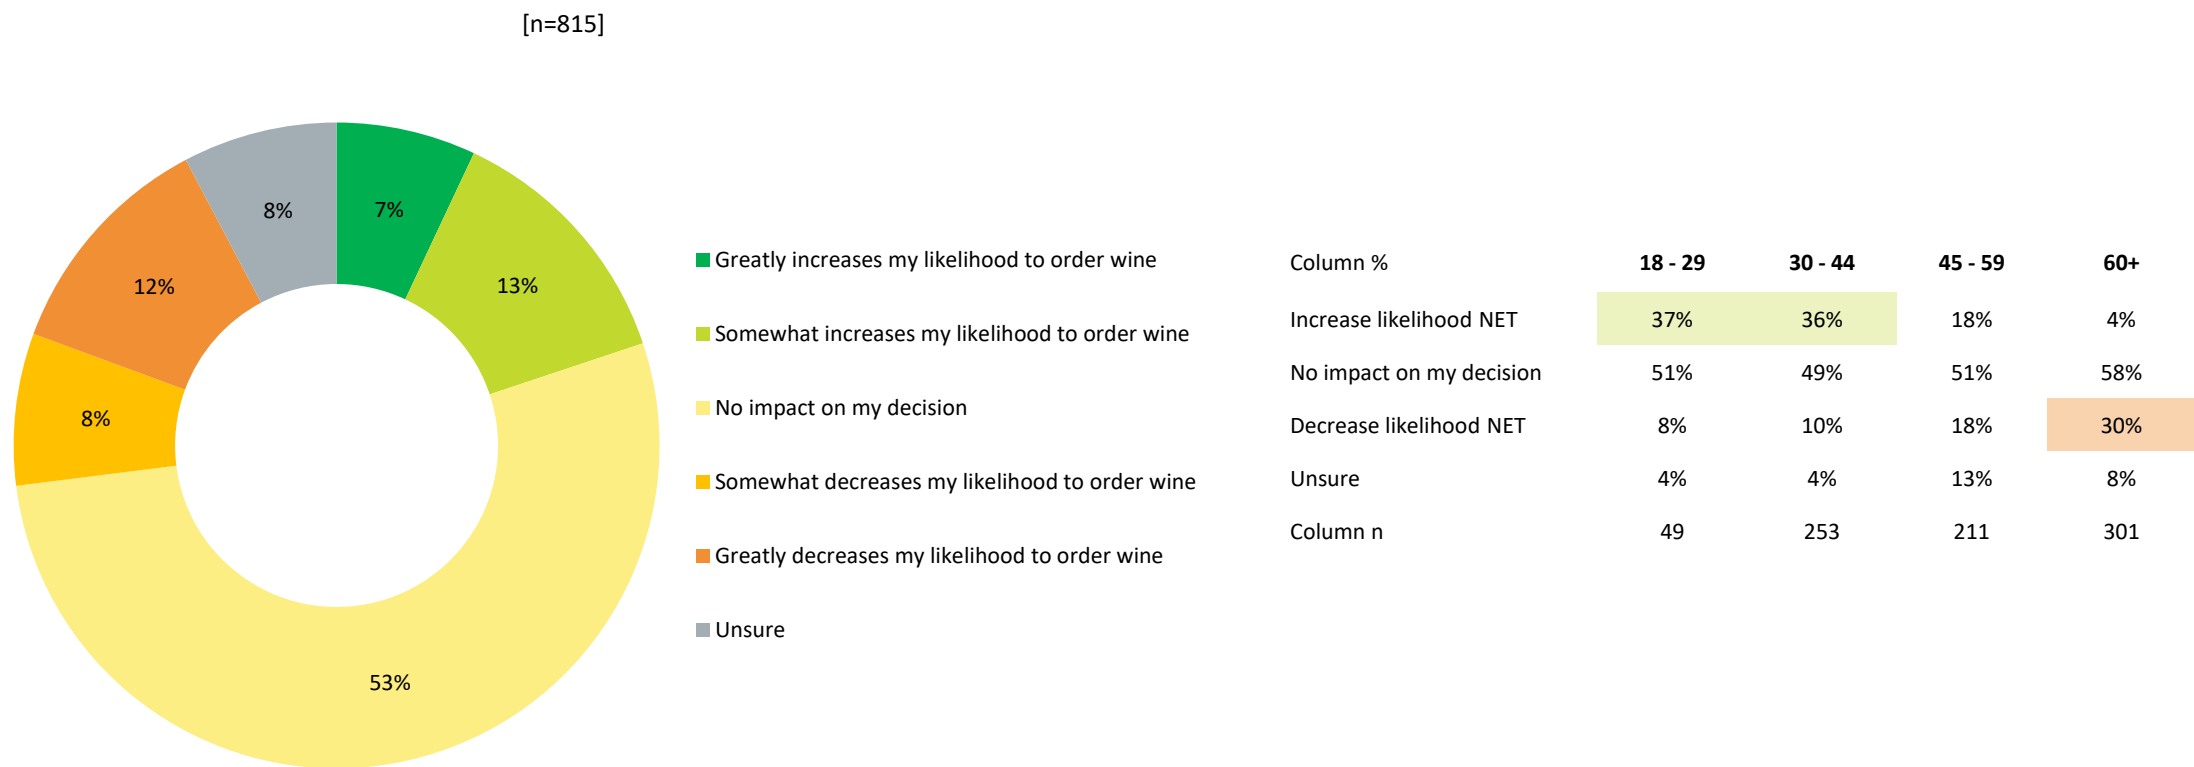 [n=815]
7%
13%
53%
8%
12%
8%
Greatly increases my likelihood to order wine
Somewhat increases my likelihood to order wine
No impact on my decision
Somewhat decreases my likelihood to order wine
Greatly decreases my likelihood to order wine
Unsure
Column % 18 - 29 30 - 44 45 - 59 60+
Increase likelihood NET 37% 36% 18% 4%
No impact on my decision 51% 49% 51% 58%
Decrease likelihood NET 8% 10% 18% 30%
Unsure 4% 4% 13% 8%
Column n 49 253 211 301